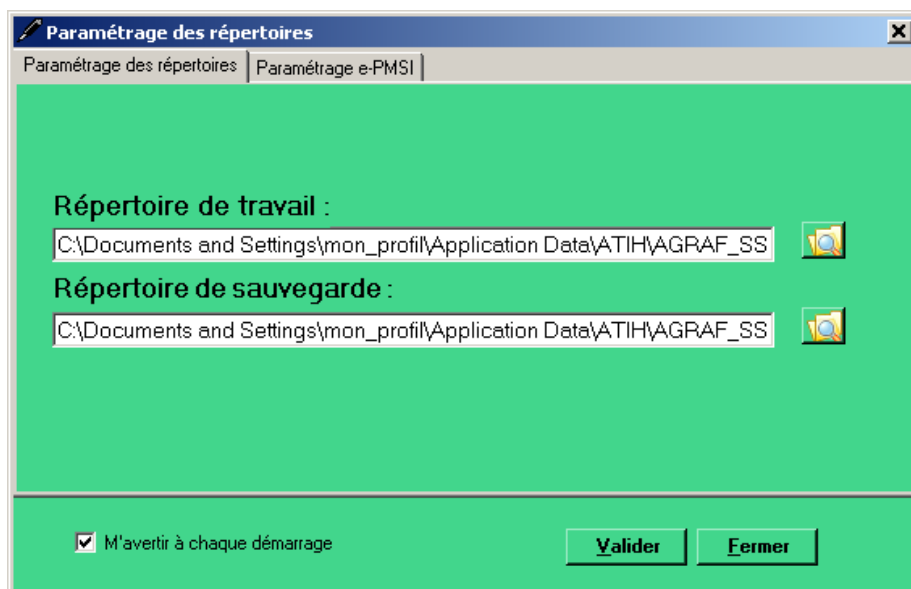 Paramétrage des répertoires
Paramétrage des répertoires Paramétrage e-PMSI
Répertoire de travail :
C:\Documents and Settings\mon_profil\Application Data\ATIH\AGRAF_SS
Répertoire de sauvegarde :
C:\Documents and Settings\mon_profil\Application Data\ATIH\AGRAF_SS
M'avertir à chaque démarrage Valider Fermer